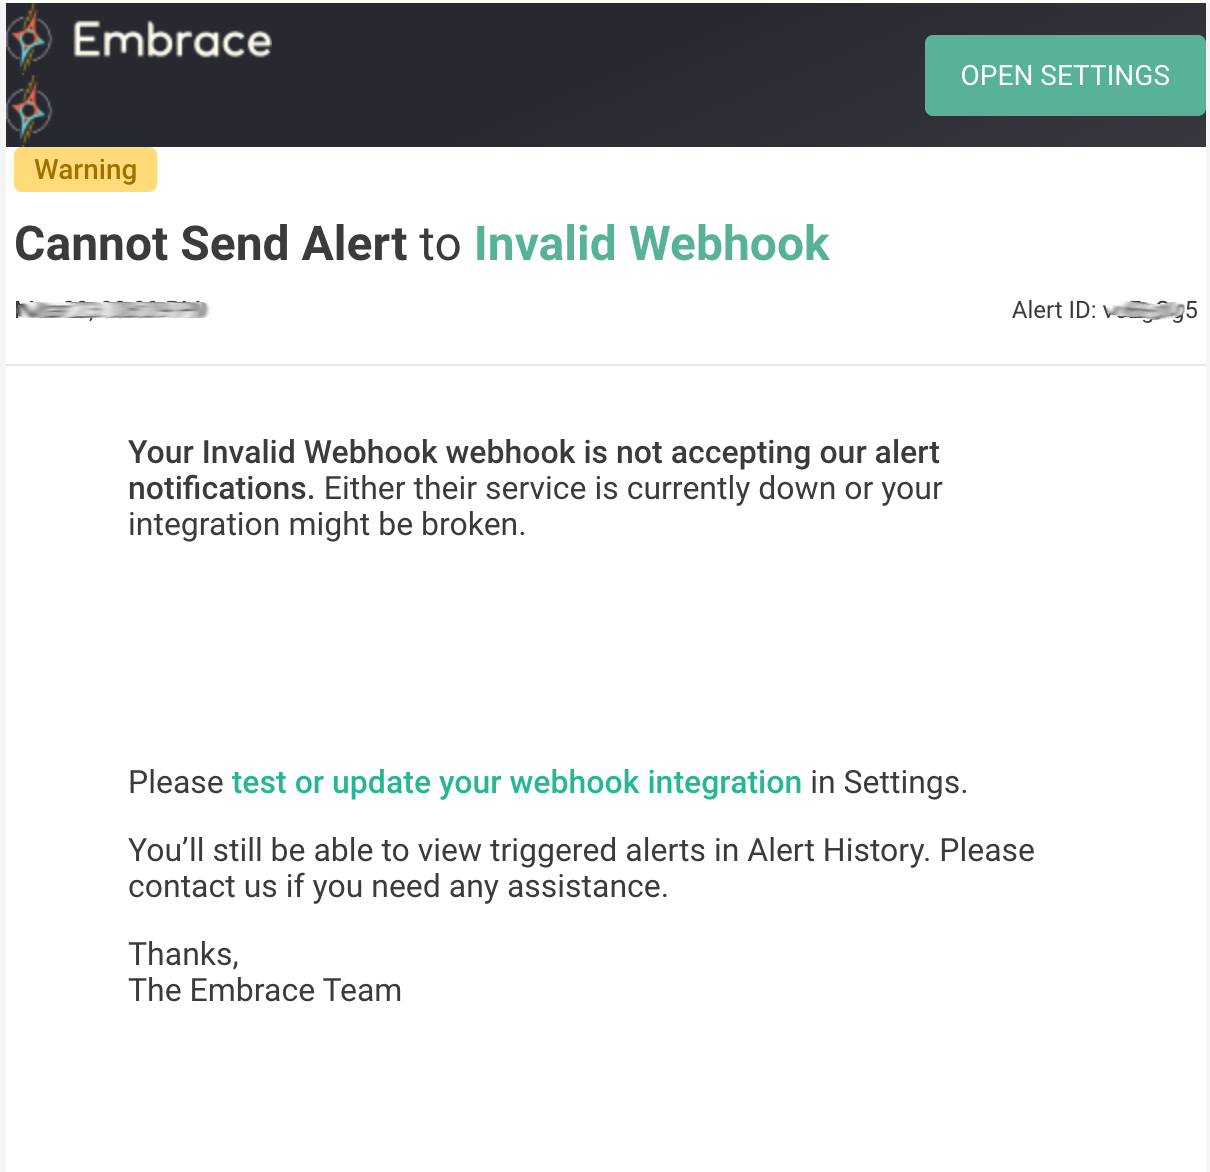 Embrace
OPEN SETTINGS
Warning
Cannot Send Alert to Invalid Webhook
Alert ID:
Your Invalid Webhook webhook is not accepting our alert
notifications. Either their service is currently down or your
integration might be broken.
Please test or update your webhook integration in Settings.
You’ll still be able to view triggered alerts in Alert History. Please
contact us if you need any assistance.
Thanks,
The Embrace Team